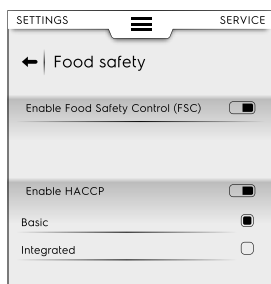 SETTINGS SERVICE
Food safety
Enable Food Safety Control (FSC)
Enable HACCP
Basic
Integrated